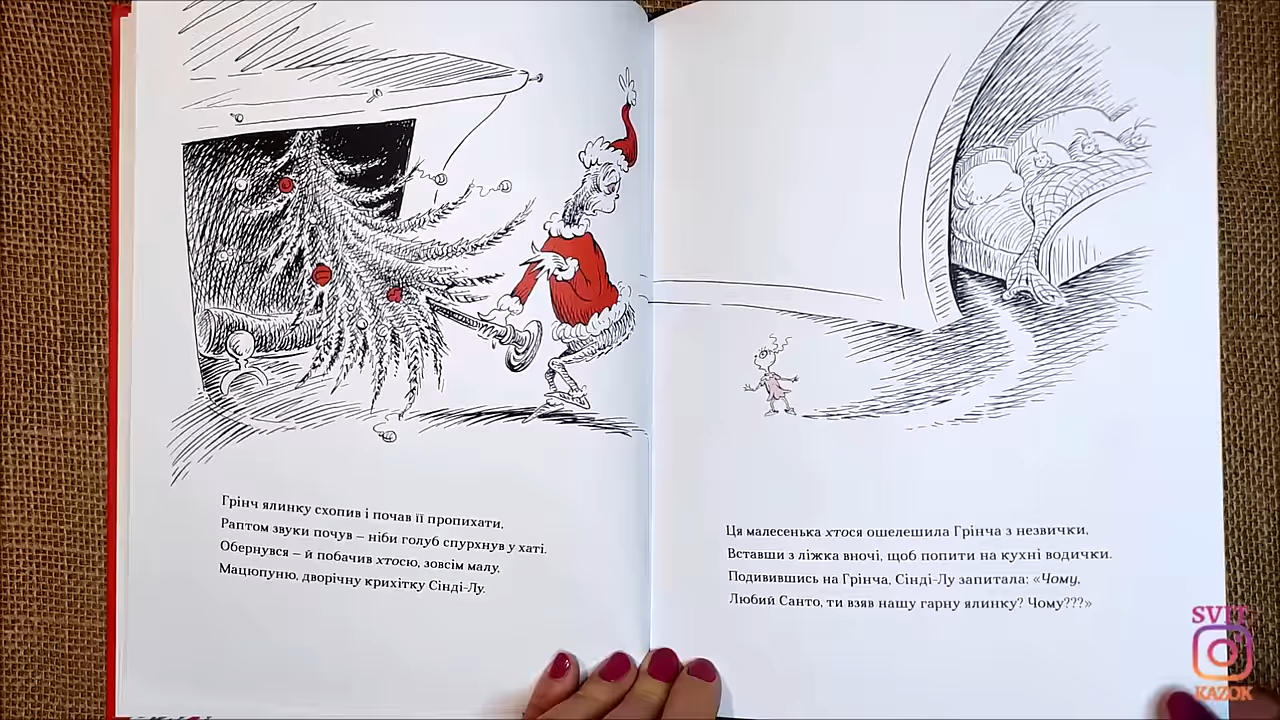 Грінч ялинку схопив і почав її пропихати,
Раптом звуки почув – ніби голуб спурхнув у хаті.
Обернувся – й побачив хтосю, зовсім малу,
Мацюпуню, дворічну крихітку Сінді-Лу.
Ця малесенька хтося ошелешила Грінча з незвички,
Вставши з ліжка вночі, щоб попити на кухні водички.
Подивившись на Грінча, Сінді-Лу запитала: «Чому,
Любий Санто, ти взяв нашу гарну ялинку? Чому???»
SVIT
KAZOK